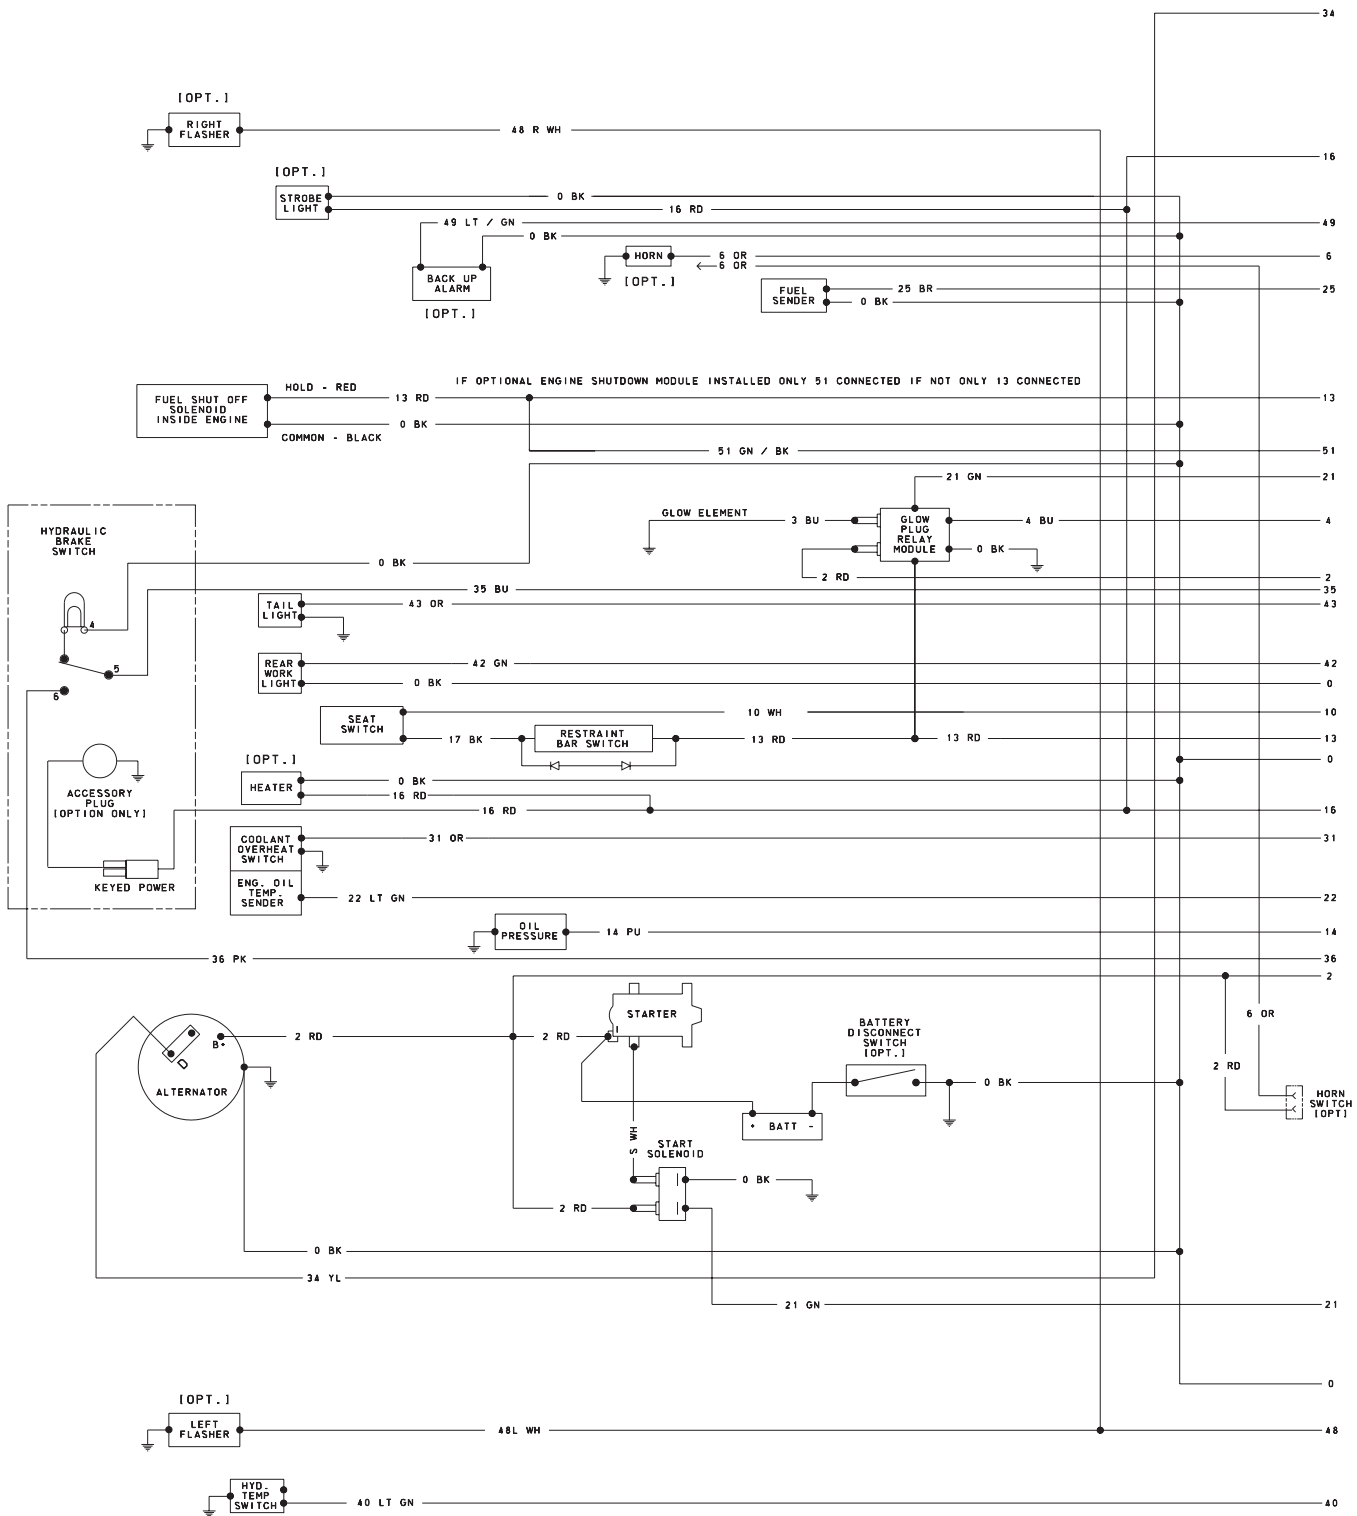 34
[OPT.]
RIGHT
FLASHER
48 R WH
16
[OPT.]
STROBE
LIGHT
0 BK
16 RD
49 LT / GN
49
0 BK
HORN
6 OR
6
6 OR
[OPT.]
BACK UP
ALARM
[OPT.]
FUEL
SENDER
25 BR
25
0 BK
HOLD - RED
IF OPTIONAL ENGINE SHUTDOWN MODULE INSTALLED ONLY 51 CONNECTED IF NOT ONLY 13 CONNECTED
FUEL SHUT OFF
SOLENOID
INSIDE ENGINE
13 RD
13
0 BK
COMMON - BLACK
51 GN / BK
51
21 GN
21
GLOW ELEMENT
3 BU
GLOW
PLUG
RELAY
MODULE
4 BU
4
0 BK
2 RD
2
HYDRAULIC
BRAKE
SWITCH
0 BK
35 BU
35
4
5
6
TAIL
LIGHT
43 OR
43
REAR
WORK
LIGHT
42 GN
42
0 BK
0
SEAT
SWITCH
10 WH
10
17 BK
RESTRAINT
BAR SWITCH
13 RD
13 RD
13
0
[OPT.]
HEATER
0 BK
16 RD
16 RD
16
ACCESSORY
PLUG
[OPTION ONLY]
KEYED POWER
COOLANT
OVERHEAT
SWITCH
31 OR
31
ENG. OIL
TEMP.
SENDER
22 LT GN
22
OIL
PRESSURE
14 PU
14
36 PK
36
2
STARTER
B+
D
ALTERNATOR
2 RD
2 RD
BATTERY
DISCONNECT
SWITCH
[OPT.]
6 OR
2 RD
0 BK
HORN
SWITCH
[OPT]
+ BATT -
S WH
START
SOLENOID
0 BK
2 RD
0 BK
34 YL
21 GN
21
0
[OPT.]
LEFT
FLASHER
48L WH
48
HYD.
TEMP
SWITCH
40 LT GN
40